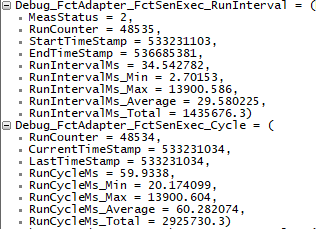 Debug_FctAdapter_FctSenExec_RunInterval = (
MeasStatus = 2,
RunCounter = 48535,
StartTimeStamp = 533231103,
EndTimeStamp = 536685381,
RunIntervalMs = 34.542782,
RunIntervalMs_Min = 2.70153,
RunIntervalMs_Max = 13900.586,
RunIntervalMs_Average = 29.580225,
RunIntervalMs_Total = 1435676.3)
Debug_FctAdapter_FctSenExec_Cycle = (
RunCounter = 48534,
CurrentTimeStamp = 533231034,
LastTimeStamp = 533231034,
RunCycleMs = 59.9338,
RunCycleMs_Min = 20.174099,
RunCycleMs_Max = 13900.604,
RunCycleMs_Average = 60.282074,
RunCycleMs_Total = 2925730.3)